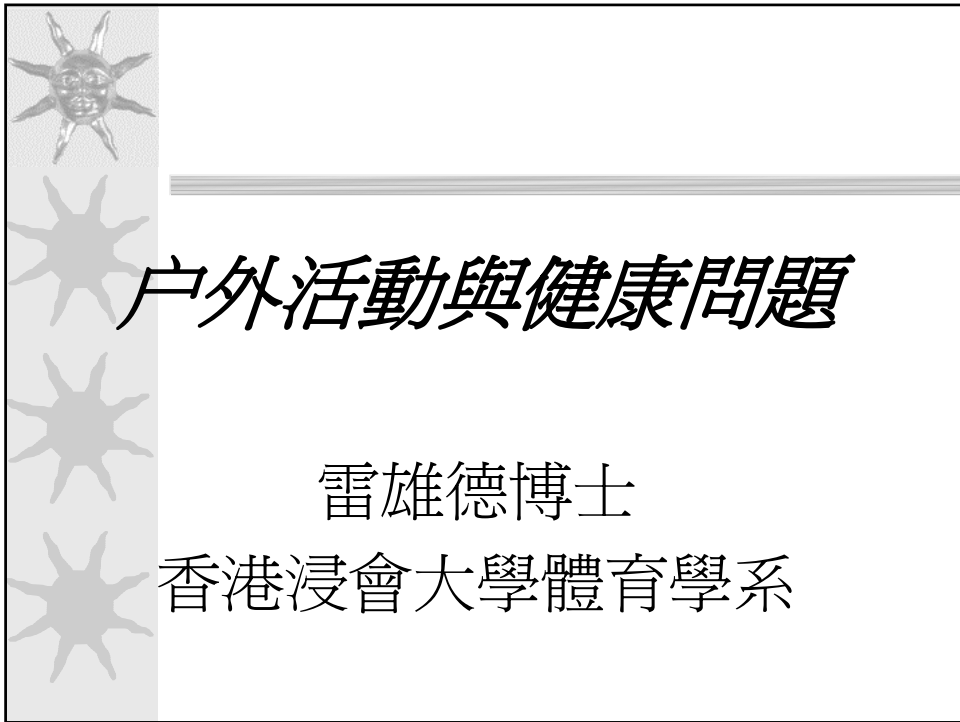 户外活動與健康問題
雷雄德博士
香港浸會大學體育學系